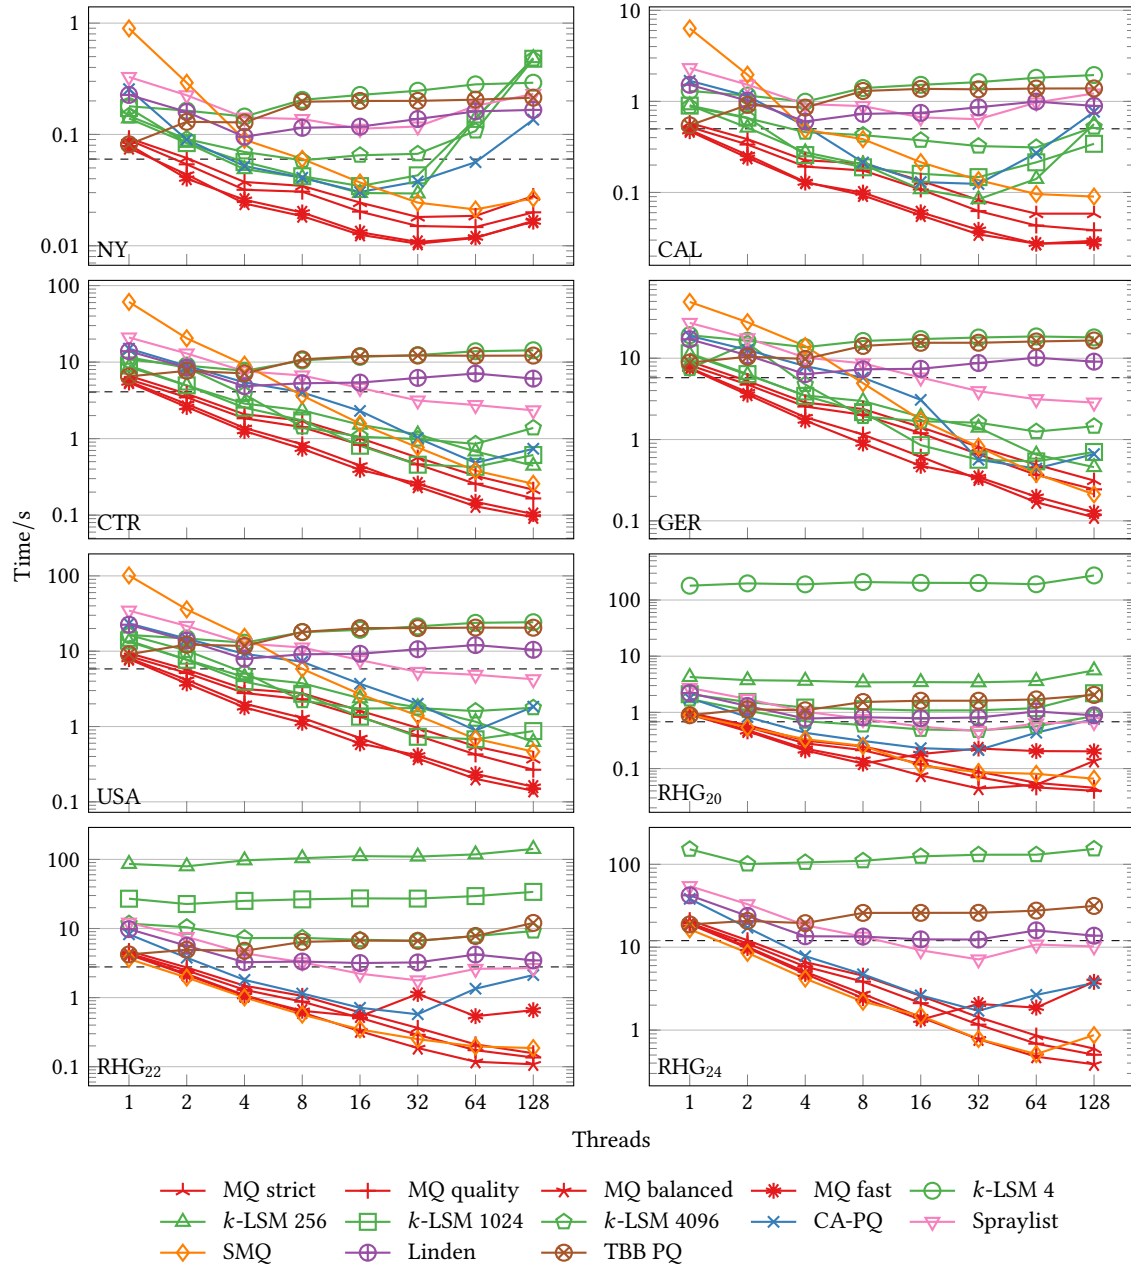 1
0.1
0.01
NY
10
1
0.1
CAL
100
10
1
0.1
CTR
10
1
0.1
GER
Time/s
100
10
1
0.1
USA
100
10
1
0.1
RHG20
100
10
1
0.1
RHG22
1 2 4 8 16 32 64 128
100
10
1
RHG24
1 2 4 8 16 32 64 128
Threads
MQ strict MQ quality MQ balanced MQ fast k-LSM 4
k-LSM 256 k-LSM 1024 k-LSM 4096 CA-PQ Spraylist
SMQ Linden TBB PQ